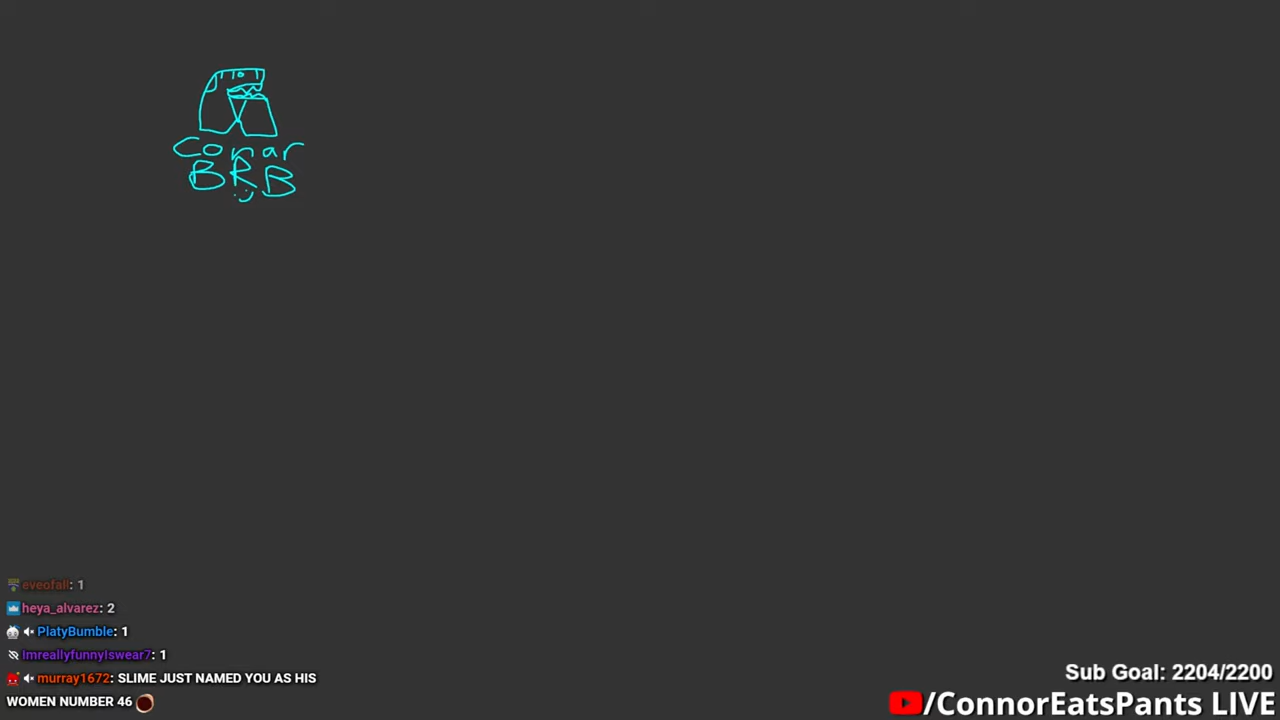 Conar
BRB
:)
eveofall: 1
heya_alvarez: 2
PlatyBumble: 1
ImreallyfunnyIswear7: 1
murray1672: SLIME JUST NAMED YOU AS HIS
WOMEN NUMBER 46
Sub Goal: 2204/2200
/ConnorEatsPants LIVE